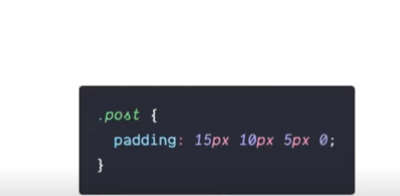 .post {
padding: 15px 10px 5px 0;
}